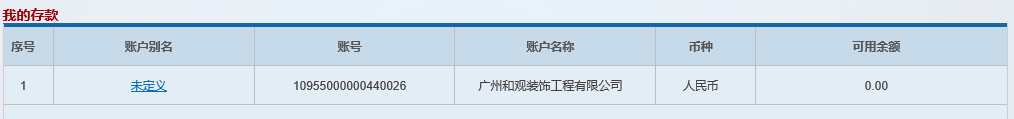 我的存款
序号 账户别名 账号 账户名称 币种 可用余额
1 未定义 10955000000440026 广州和观装饰工程有限公司 人民币 0.00